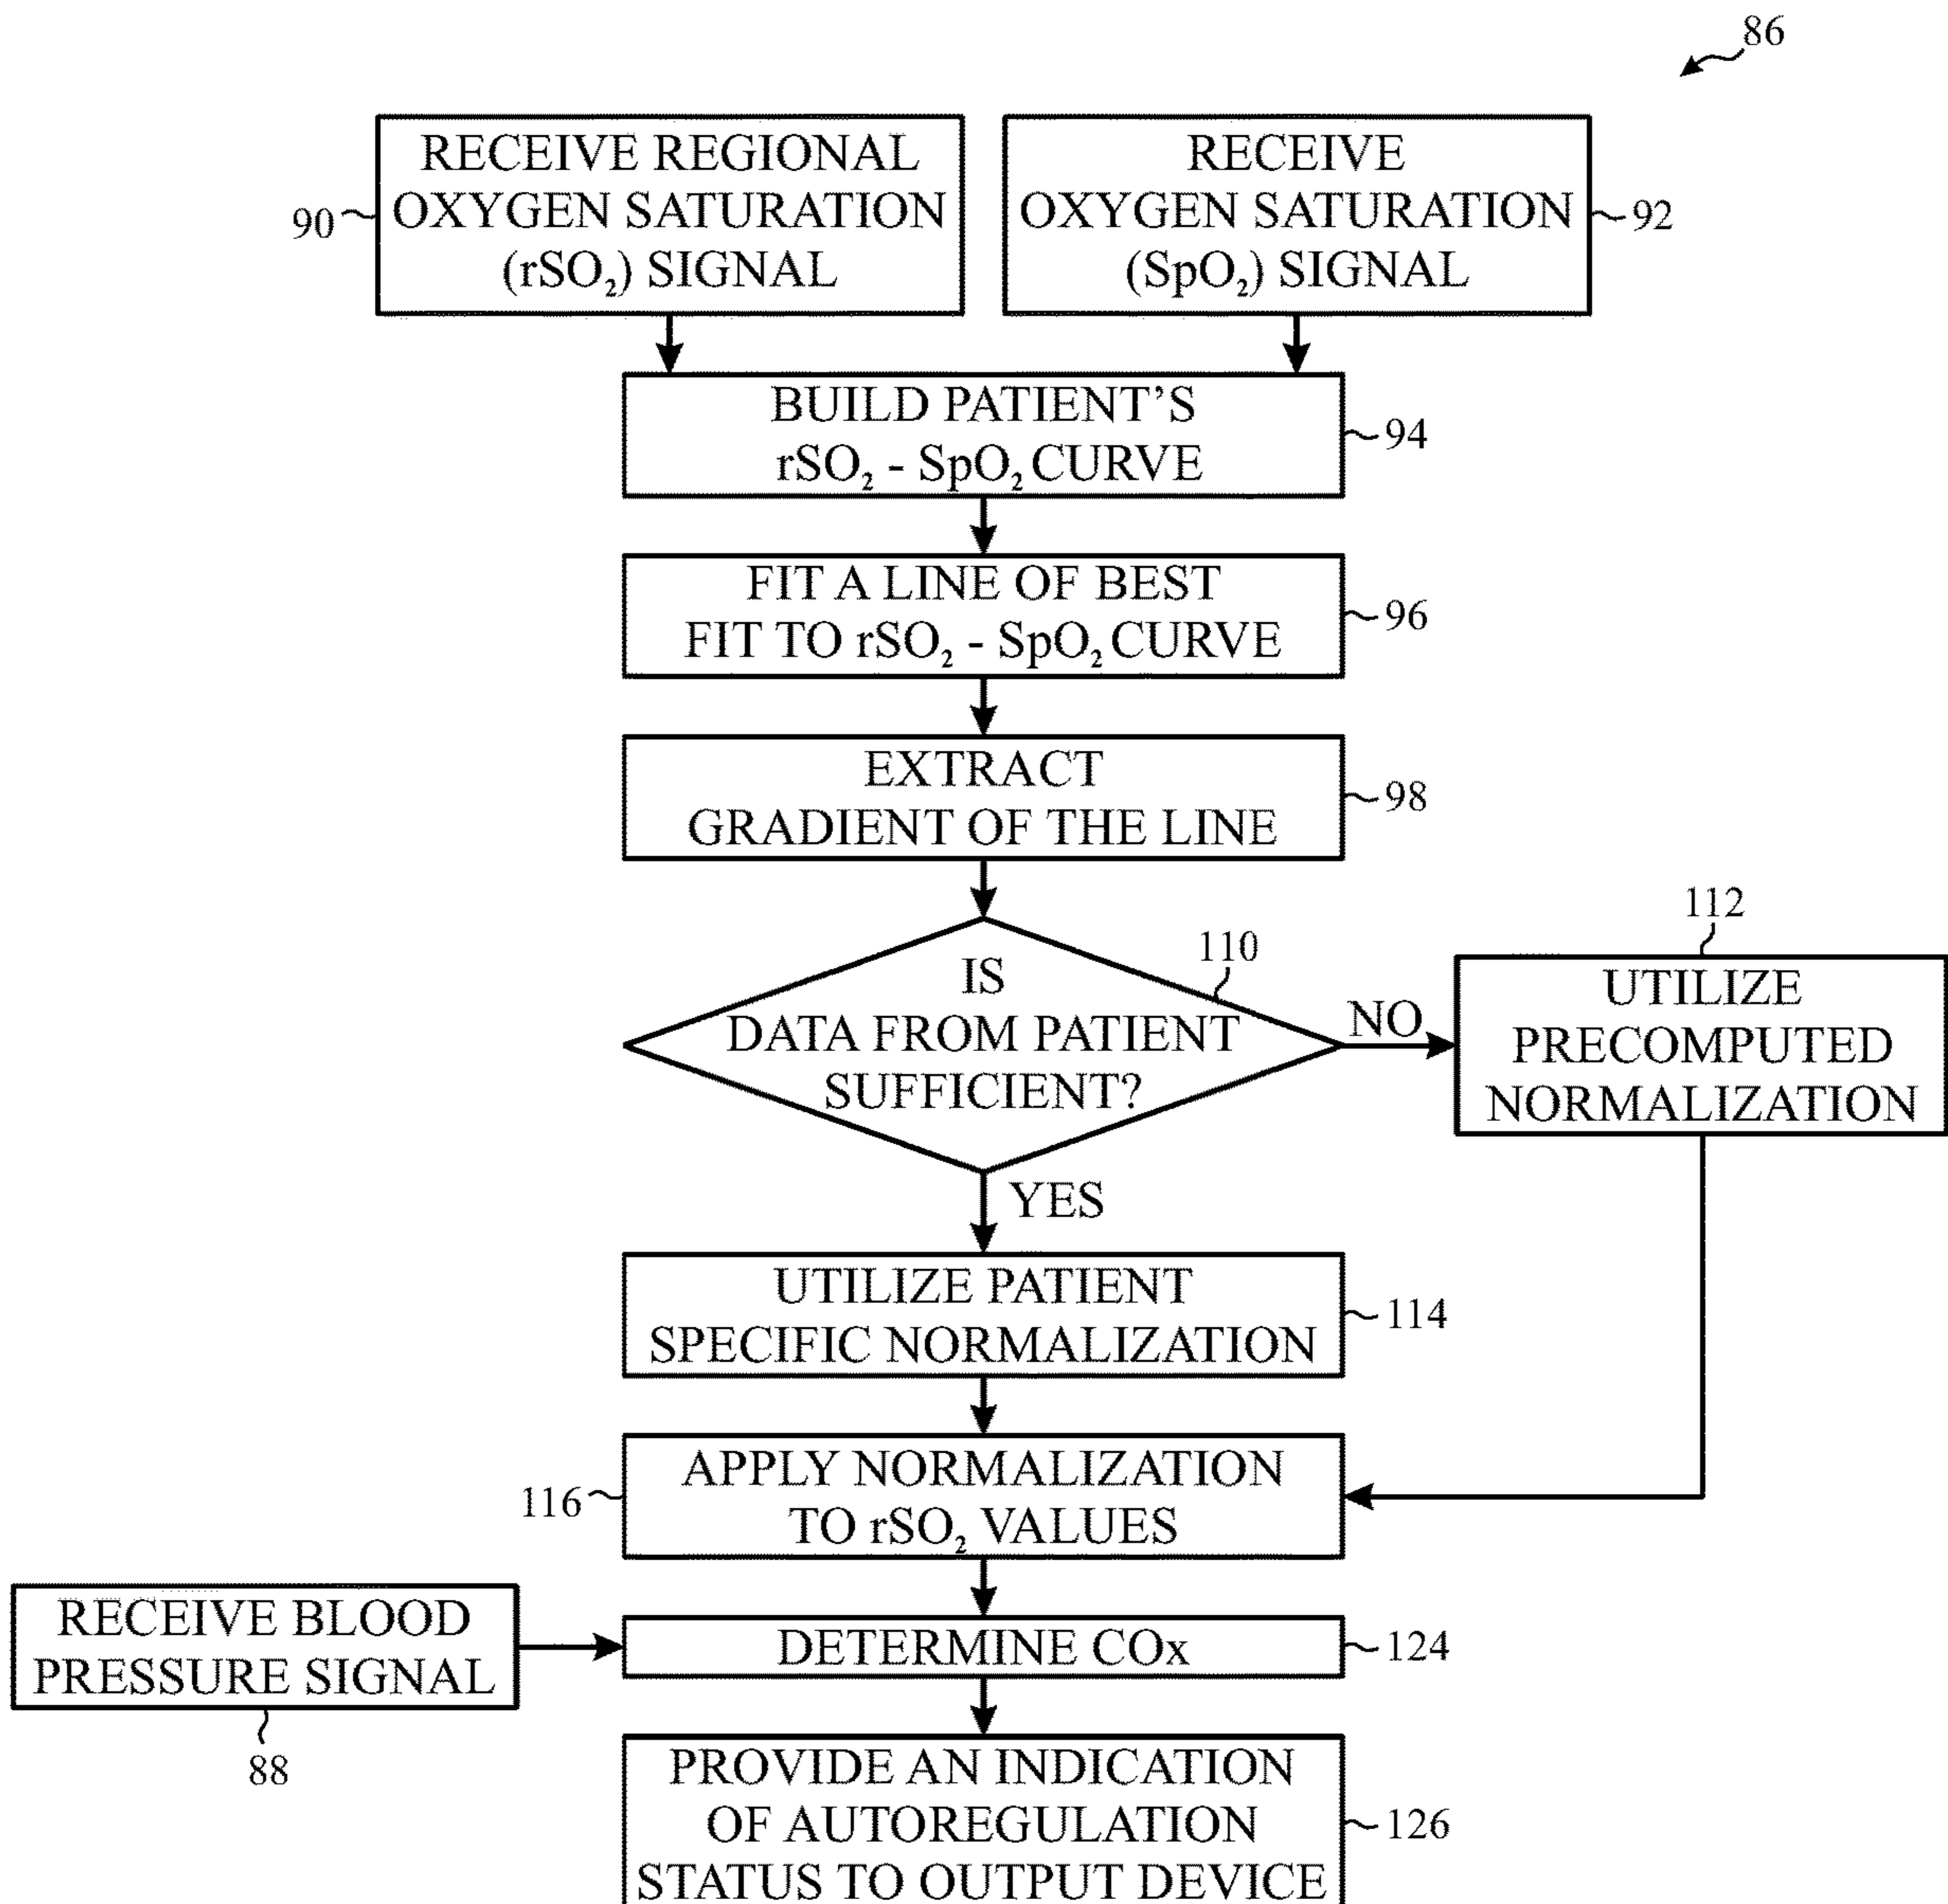 86
RECEIVE REGIONAL
OXYGEN SATURATION
(rSO₂) SIGNAL
90
RECEIVE
OXYGEN SATURATION
(SpO₂) SIGNAL
92
BUILD PATIENT’S
rSO₂ - SpO₂ CURVE
94
FIT A LINE OF BEST
FIT TO rSO₂ - SpO₂ CURVE
96
EXTRACT
GRADIENT OF THE LINE
98
IS
DATA FROM PATIENT
SUFFICIENT?
110
NO
112
UTILIZE
PRECOMPUTED
NORMALIZATION
YES
UTILIZE PATIENT
SPECIFIC NORMALIZATION
114
APPLY NORMALIZATION
TO rSO₂ VALUES
116
RECEIVE BLOOD
PRESSURE SIGNAL
88
DETERMINE COx
124
PROVIDE AN INDICATION
OF AUTOREGULATION
STATUS TO OUTPUT DEVICE
126